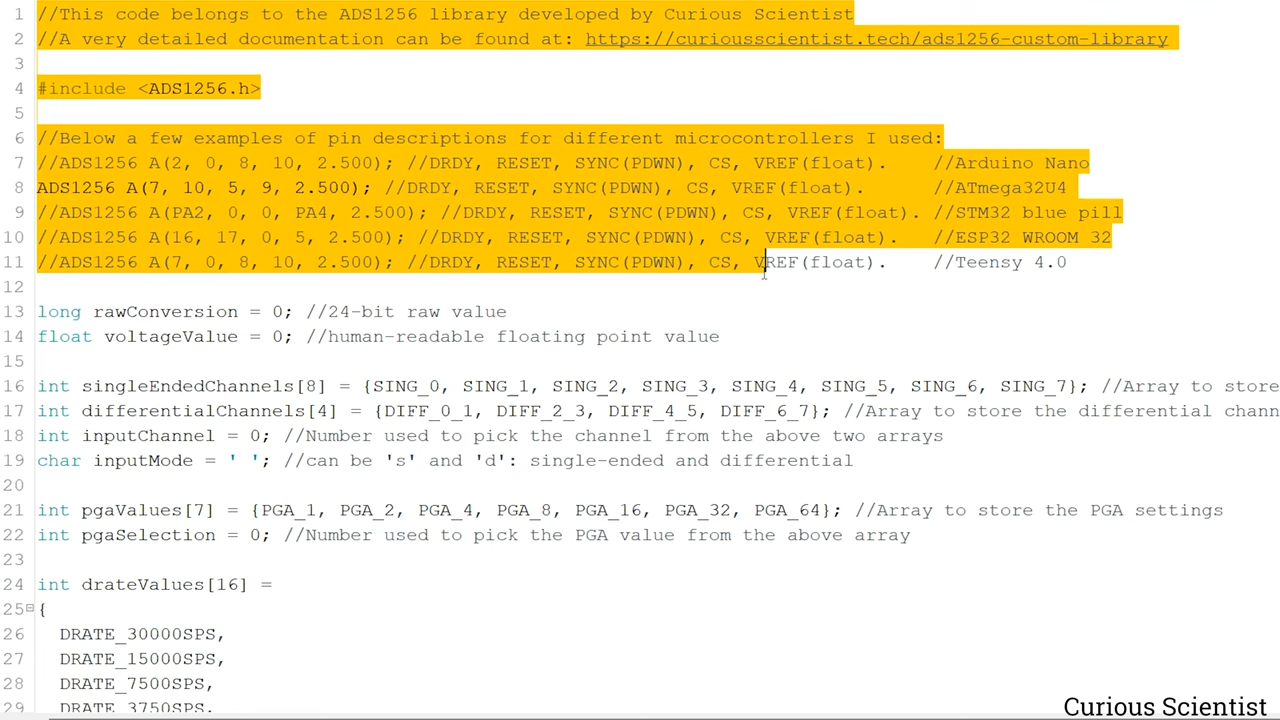 1 //This code belongs to the ADS1256 library developed by Curious Scientist
2 //A very detailed documentation can be found at: https://curiousscientist.tech/ads1256-custom-library
3
4 #include <ADS1256.h>
5
6 //Below a few examples of pin descriptions for different microcontrollers I used:
7 //ADS1256 A(2, 0, 8, 10, 2.500); //DRDY, RESET, SYNC(PDWN), CS, VREF(float).    //Arduino Nano
8 ADS1256 A(7, 10, 5, 9, 2.500); //DRDY, RESET, SYNC(PDWN), CS, VREF(float).      //ATmega32U4
9 //ADS1256 A(PA2, 0, 0, PA4, 2.500); //DRDY, RESET, SYNC(PDWN), CS, VREF(float). //STM32 blue pill
10 //ADS1256 A(16, 17, 0, 5, 2.500); //DRDY, RESET, SYNC(PDWN), CS, VREF(float).   //ESP32 WROOM 32
11 //ADS1256 A(7, 0, 8, 10, 2.500); //DRDY, RESET, SYNC(PDWN), CS, VREF(float).    //Teensy 4.0
12
13 long rawConversion = 0; //24-bit raw value
14 float voltageValue = 0; //human-readable floating point value
15
16 int singleEndedChannels[8] = {SING_0, SING_1, SING_2, SING_3, SING_4, SING_5, SING_6, SING_7}; //Array to store
17 int differentialChannels[4] = {DIFF_0_1, DIFF_2_3, DIFF_4_5, DIFF_6_7}; //Array to store the differential chann
18 int inputChannel = 0; //Number used to pick the channel from the above two arrays
19 char inputMode = ' '; //can be 's' and 'd': single-ended and differential
20
21 int pgaValues[7] = {PGA_1, PGA_2, PGA_4, PGA_8, PGA_16, PGA_32, PGA_64}; //Array to store the PGA settings
22 int pgaSelection = 0; //Number used to pick the PGA value from the above array
23
24 int drateValues[16] =
25 {
26   DRATE_30000SPS,
27   DRATE_15000SPS,
28   DRATE_7500SPS,
29   DRATE_3750SPS,
Curious Scientist